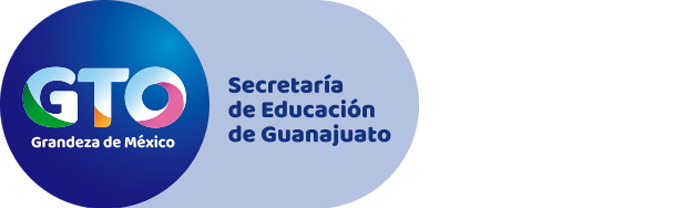 GTO
Grandeza de México
Secretaría
de Educación
de Guanajuato